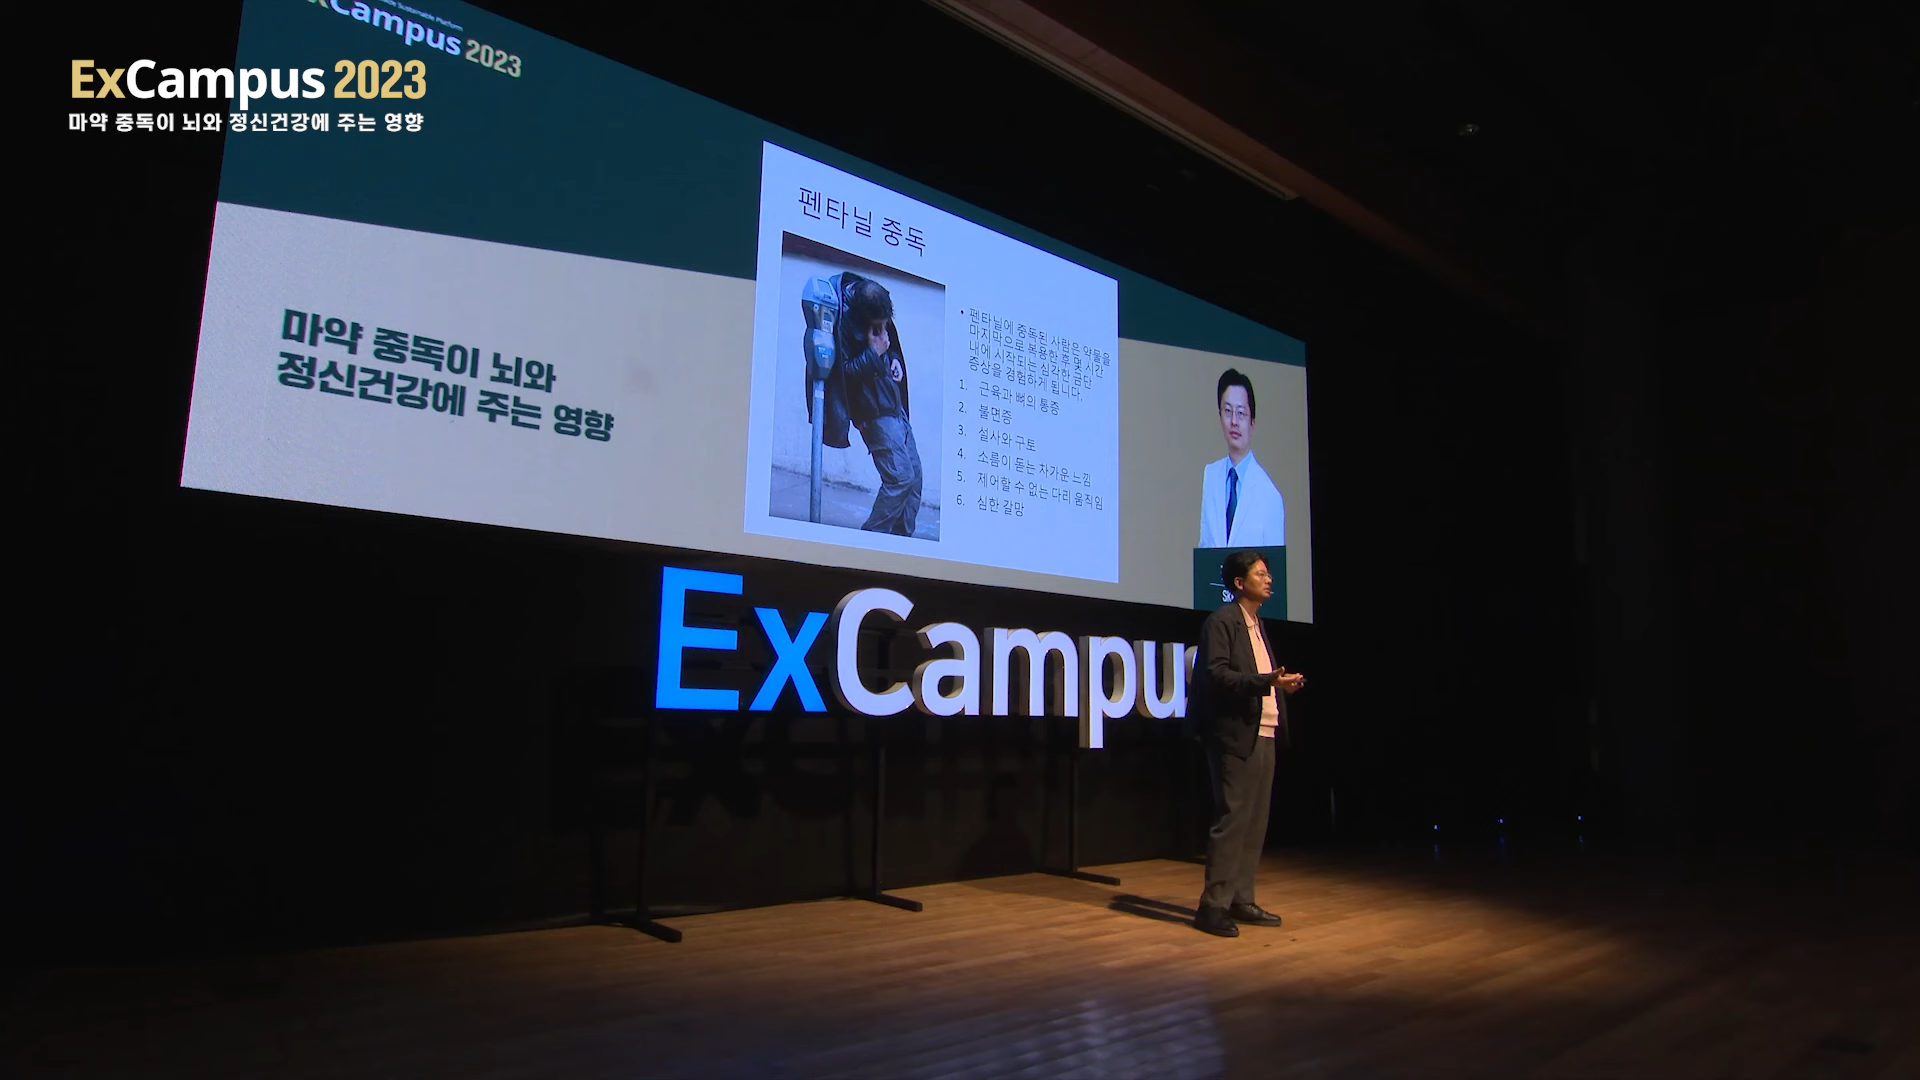 ExCampus 2023
마약 중독이 뇌와 정신건강에 주는 영향
Campus 2023
마약 중독이 뇌와
정신건강에 주는 영향
펜타닐 중독
• 펜타닐에 중독된 사람은 약물을
마지막으로 복용한 후 몇 시간
내에 시작되는 심각한 금단
증상을 경험하게 됩니다.
1. 근육과 뼈의 통증
2. 불면증
3. 설사와 구토
4. 소름이 돋는 차가운 느낌
5. 제어할 수 없는 다리 움직임
6. 심한 갈망
ExCampus